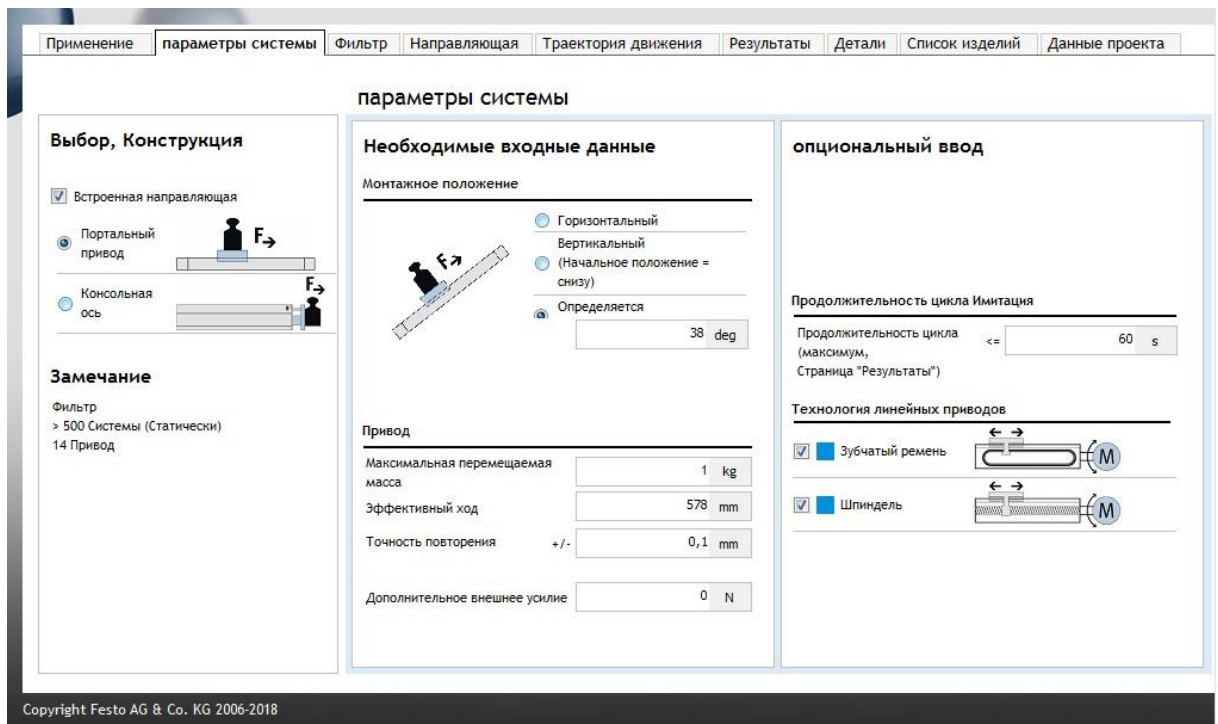 Применение параметры системы Фильтр Направляющая Траектория движения Результаты Детали Список изделий Данные проекта
параметры системы
Выбор, Конструкция
Встроенная направляющая
Портальный
привод
F
Консольная
ось
F
Замечание
Фильтр
> 500 Системы (Статически)
14 Привод
Необходимые входные данные
Монтажное положение
F
Горизонтальный
Вертикальный
(Начальное положение =
снизу)
Определяется
38 deg
Привод
Максимальная перемещаемая
масса
1 kg
Эффективный ход 578 mm
Точность повторения +/- 0,1 mm
Дополнительное внешнее усилие 0 N
опциональный ввод
Продолжительность цикла Имитация
Продолжительность цикла
(максимум,
Страница "Результаты")
<= 60 s
Технология линейных приводов
Зубчатый ремень M
Шпиндель M
Copyright Festo AG & Co. KG 2006-2018